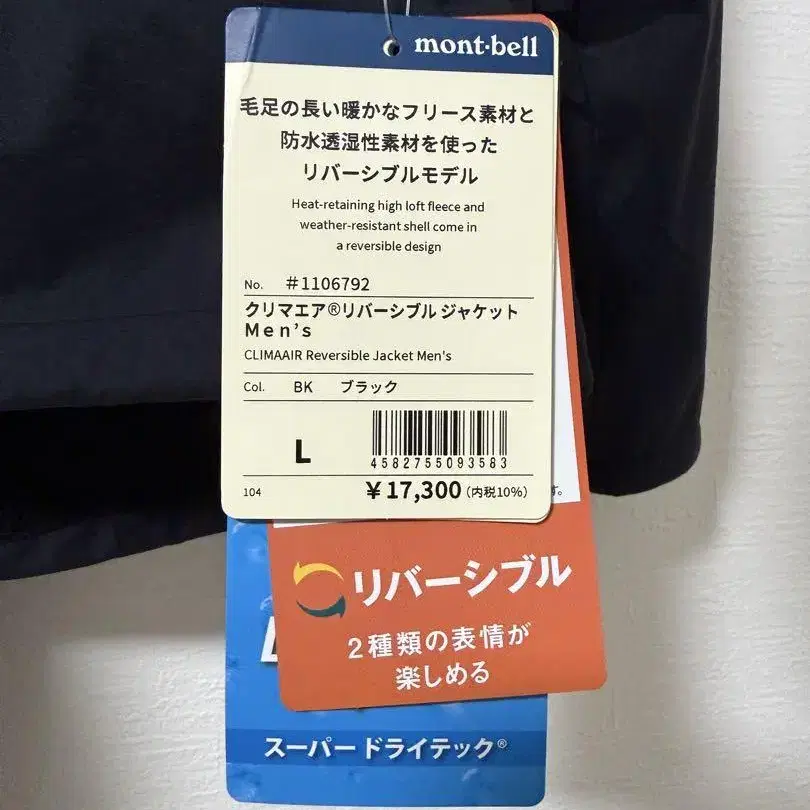 mont·bell
毛足の長い暖かなフリース素材と
防水透湿性素材を使った
リバーシブルモデル
Heat-retaining high loft fleece and
weather-resistant shell come in
a reversible design
No. #1106792
クリマエア®リバーシブル ジャケット
Men's
CLIMAAIR Reversible Jacket Men's
Col. BK ブラック
L
4582755093583
104 ¥17,300(内税10%)
す。
リバーシブル
2種類の表情が
楽しめる
スーパー ドライテック®